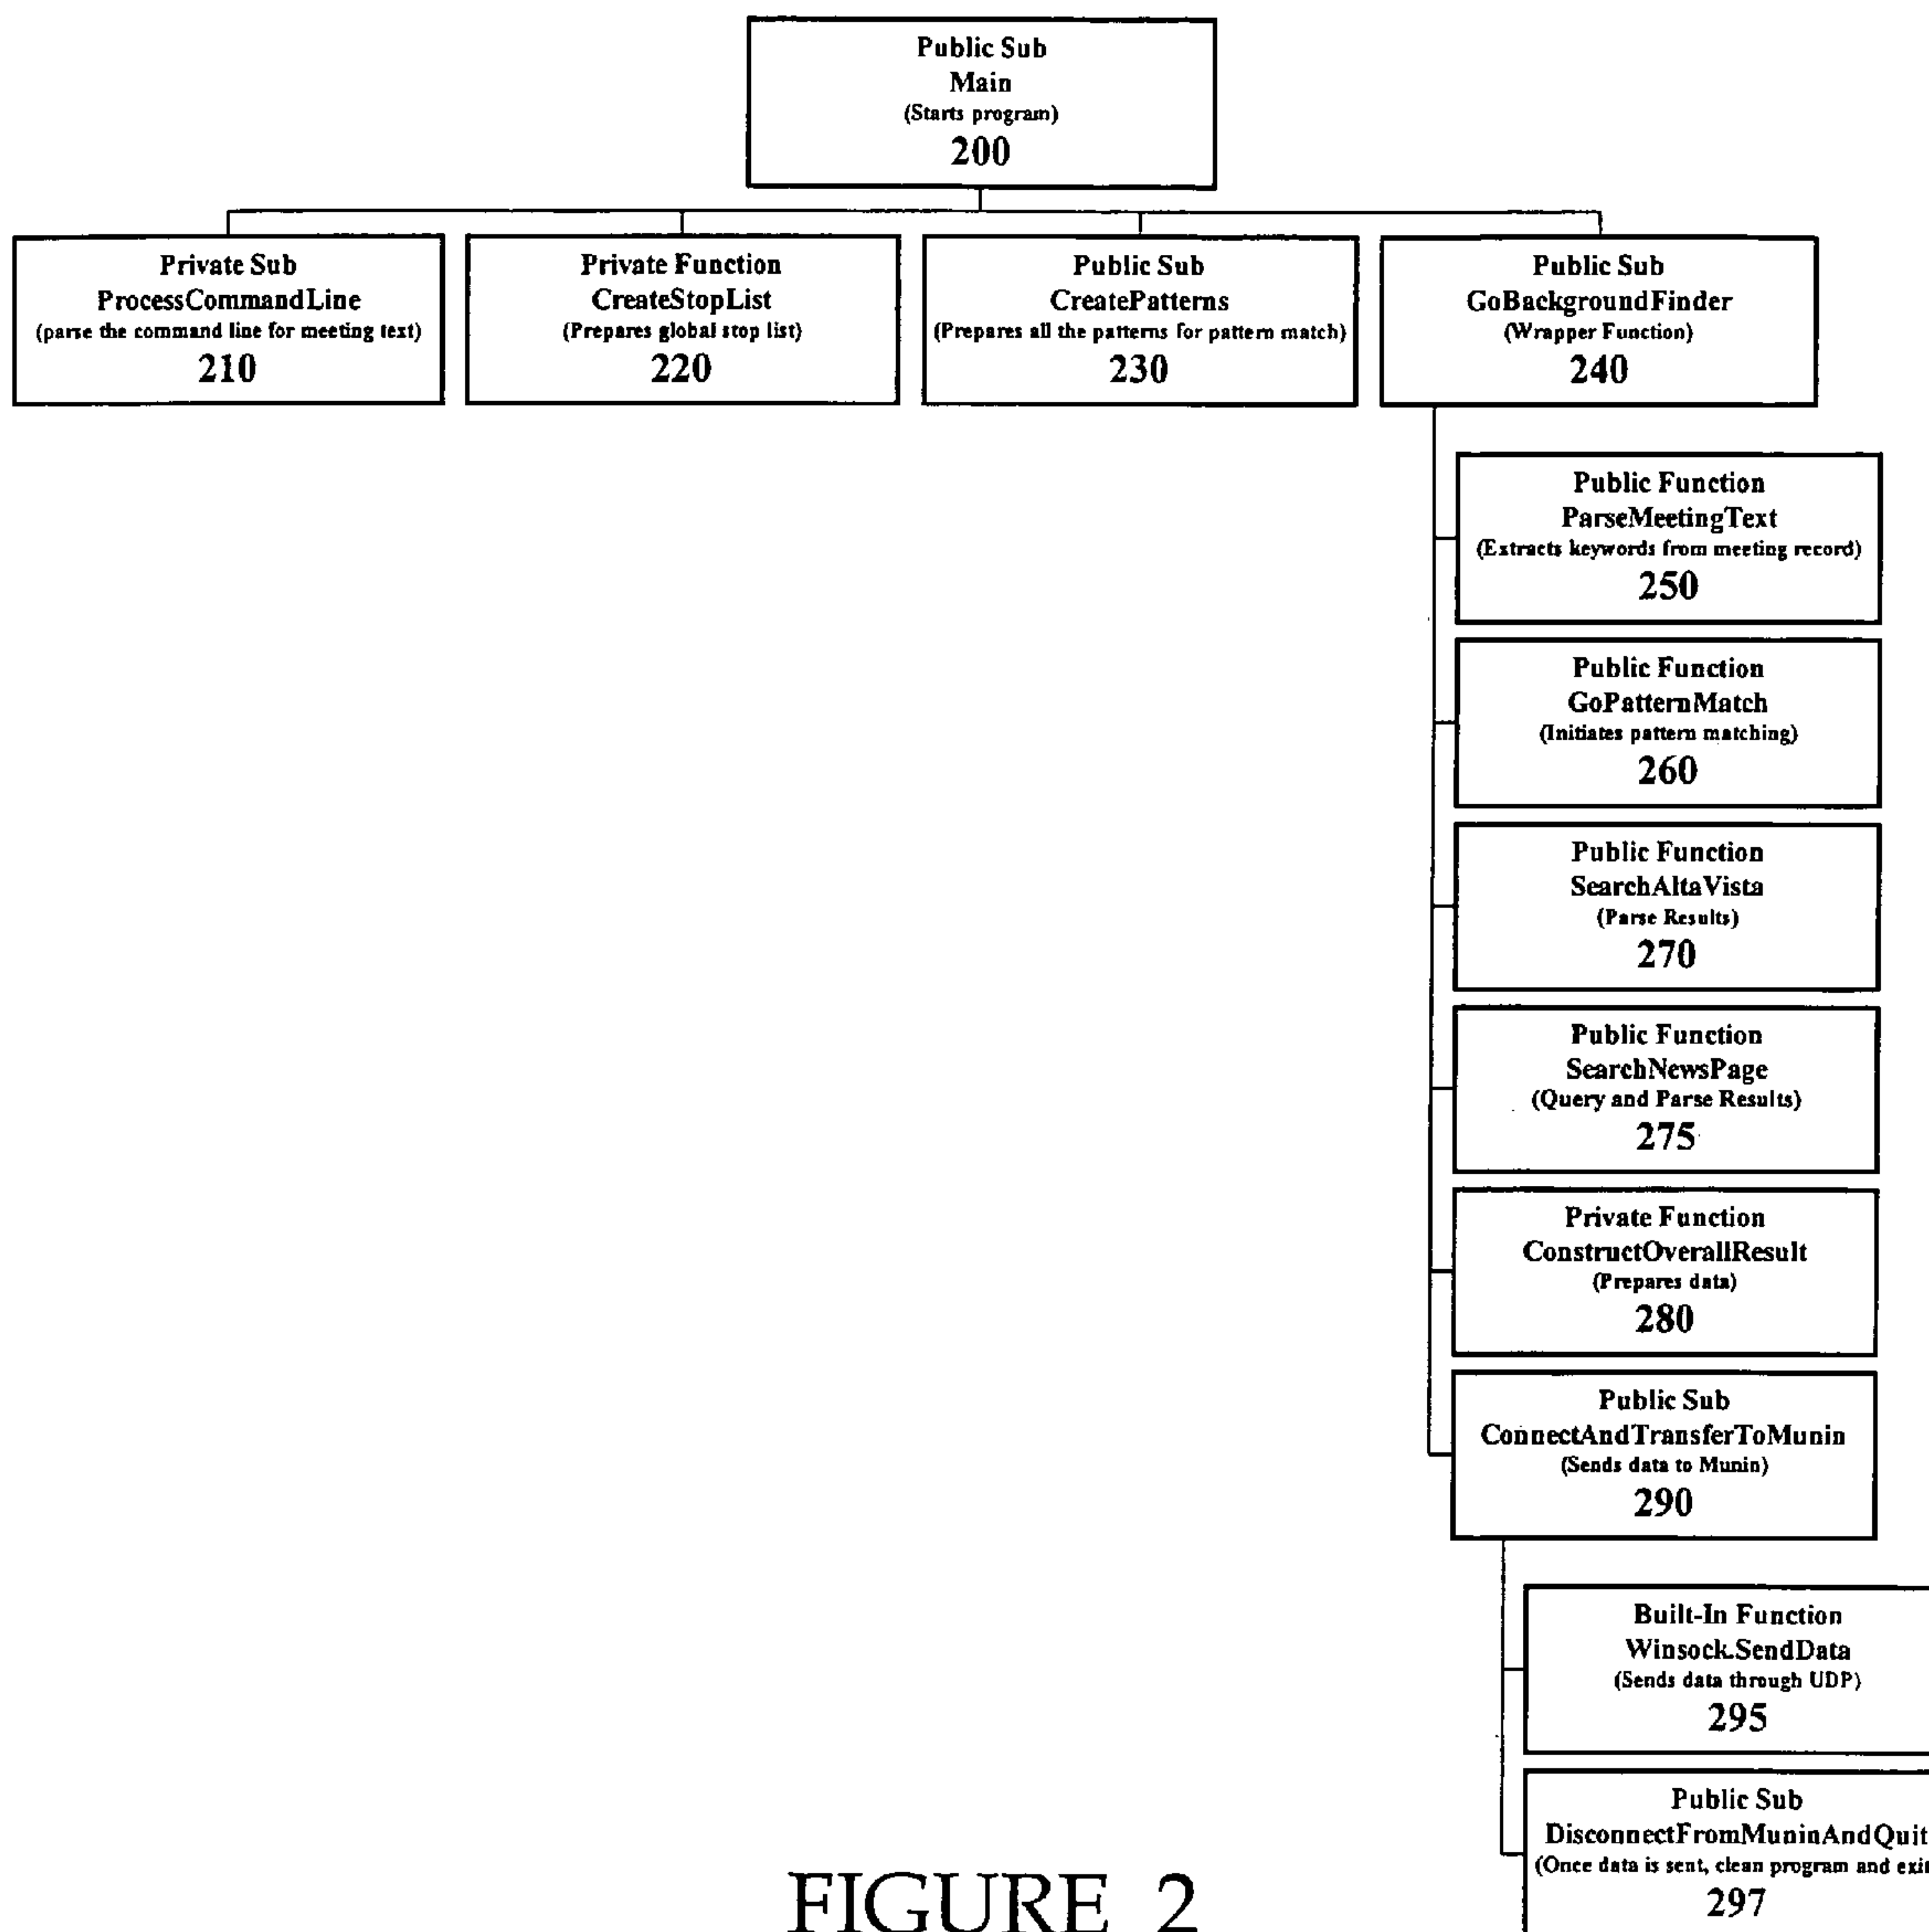 Public Sub
Main
(Starts program)
200
Private Sub
ProcessCommandLine
(parse the command line for meeting text)
210
Private Function
CreateStopList
(Prepares global stop list)
220
Public Sub
CreatePatterns
(Prepares all the patterns for pattern match)
230
Public Sub
GoBackgroundFinder
(Wrapper Function)
240
Public Function
ParseMeetingText
(Extracts keywords from meeting record)
250
Public Function
GoPatternMatch
(Initiates pattern matching)
260
Public Function
SearchAltaVista
(Parse Results)
270
Public Function
SearchNewsPage
(Query and Parse Results)
275
Private Function
ConstructOverallResult
(Prepares data)
280
Public Sub
ConnectAndTransferToMunin
(Sends data to Munin)
290
Built-In Function
Winsock.SendData
(Sends data through UDP)
295
Public Sub
DisconnectFromMuninAndQuit
(Once data is sent, clean program and exit
297
FIGURE 2